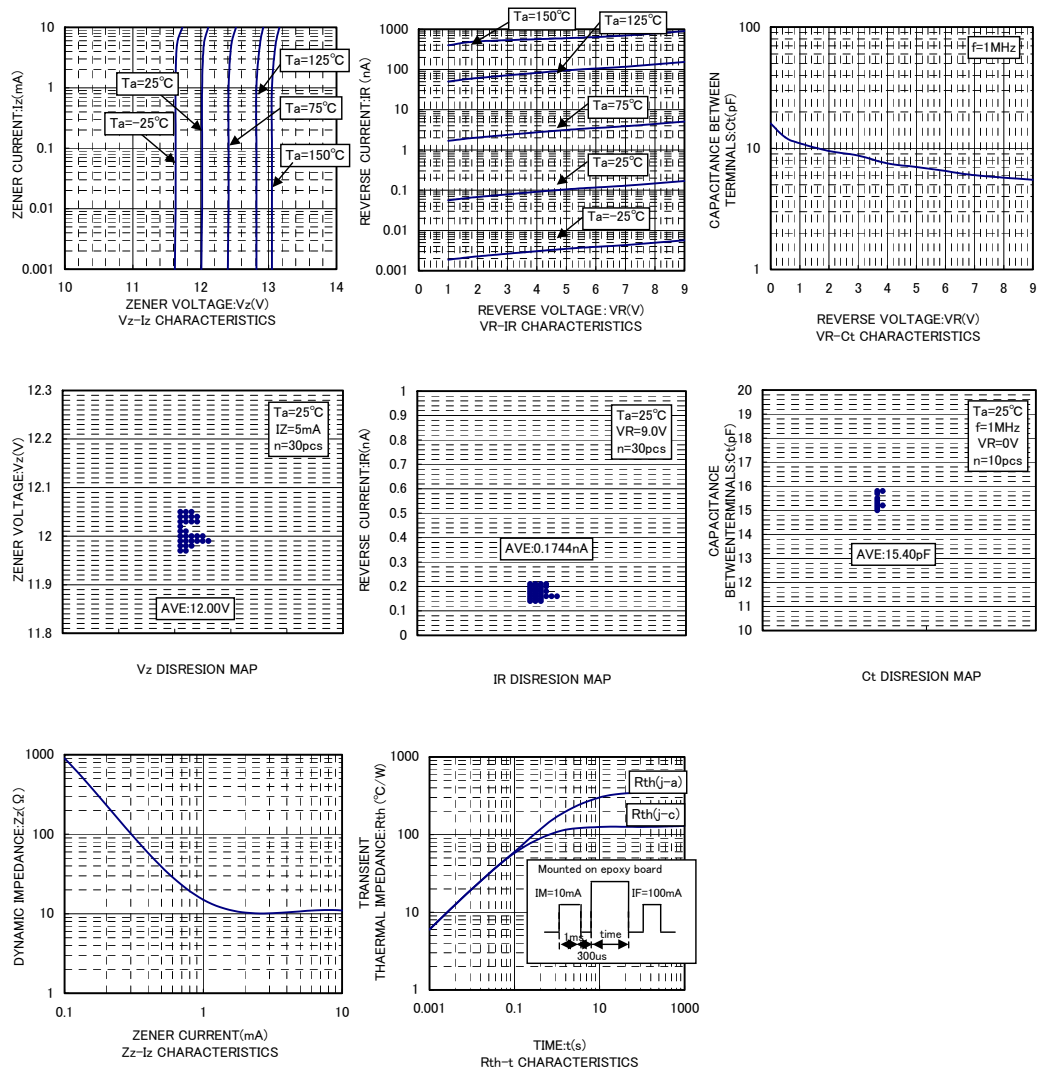 10
1
0.1
0.01
0.001
ZENER CURRENT:Iz(mA)
Ta=25℃
Ta=−25℃
Ta=125℃
Ta=75℃
Ta=150℃
10 11 12 13 14
ZENER VOLTAGE:Vz(V)
Vz-Iz CHARACTERISTICS
1000
100
10
1
0.1
0.01
0.001
REVERSE CURRENT:IR (nA)
Ta=150℃
Ta=125℃
Ta=75℃
Ta=25℃
Ta=−25℃
0 1 2 3 4 5 6 7 8 9
REVERSE VOLTAGE:VR(V)
VR-IR CHARACTERISTICS
100
10
1
CAPACITANCE BETWEEN
TERMINALS:Ct(pF)
f=1MHz
0 1 2 3 4 5 6 7 8 9
REVERSE VOLTAGE:VR(V)
VR-Ct CHARACTERISTICS
12.3
12.2
12.1
12
11.9
11.8
ZENER VOLTAGE:Vz(V)
Ta=25℃
IZ=5mA
n=30pcs
AVE:12.00V
Vz DISRESION MAP
1
0.9
0.8
0.7
0.6
0.5
0.4
0.3
0.2
0.1
0
REVERSE CURRENT:IR(nA)
Ta=25℃
VR=9.0V
n=30pcs
AVE:0.1744nA
IR DISRESION MAP
20
19
18
17
16
15
14
13
12
11
10
CAPACITANCE
BETWEENTERMINALS:Ct(pF)
Ta=25℃
f=1MHz
VR=0V
n=10pcs
AVE:15.40pF
Ct DISRESION MAP
1000
100
10
1
DYNAMIC IMPEDANCE:Zz(Ω)
0.1 1 10
ZENER CURRENT(mA)
Zz-Iz CHARACTERISTICS
1000
100
10
1
TRANSIENT
THAERMAL IMPEDANCE:Rth (℃/W)
Rth(j-a)
Rth(j-c)
Mounted on epoxy board
IM=10mA IF=100mA
1ms time
300us
0.001 0.1 10 1000
TIME:t(s)
Rth-t CHARACTERISTICS